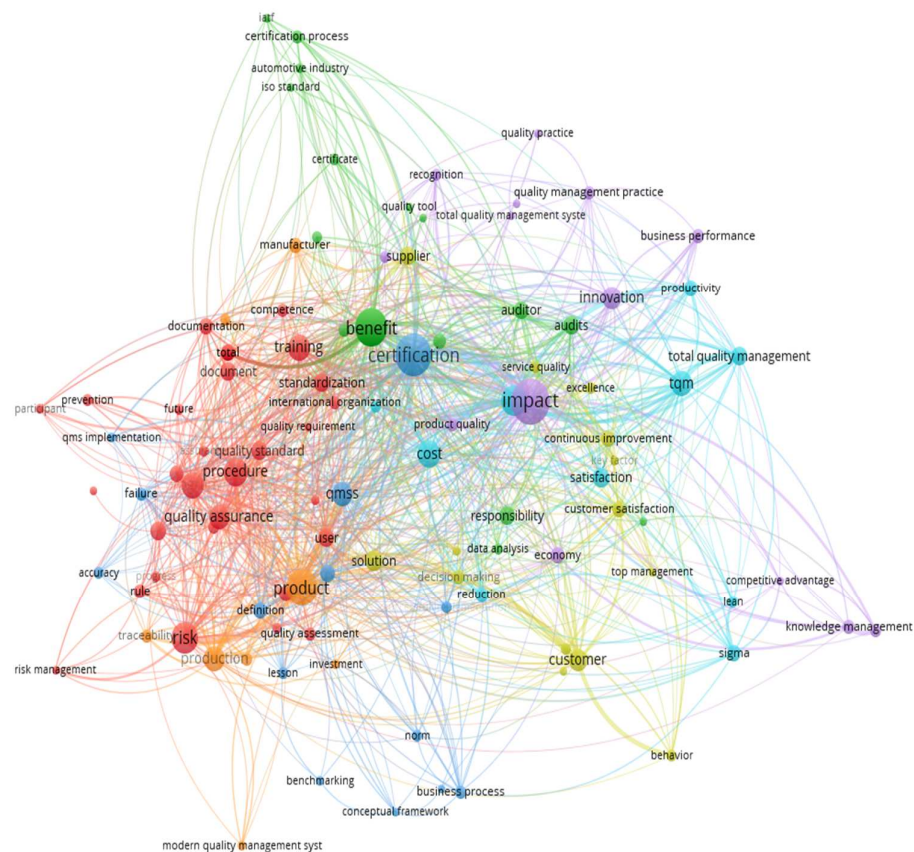 iatf
certification process
automotive industry
iso standard
quality practice
certificate
recognition
quality management practice
quality tool
total quality management syste
business performance
manufacturer
supplier
productivity
innovation
competence
auditor
documentation
benefit
audits
training
certification
total
total quality management
document
service quality
tqm
standardization
excellence
prevention
international organization
impact
participant
future
quality requirement
product quality
qms implementation
continuous improvement
quality standard
cost
key factor
procedure
satisfaction
failure
qmss
customer satisfaction
quality assurance
responsibility
user
data analysis
economy
solution
accuracy
process
decision making
top management
competitive advantage
rule
product
reduction
lean
definition
knowledge management
traceability
risk
quality assessment
sigma
production
customer
risk management
lesson
investment
norm
behavior
benchmarking
business process
conceptual framework
modern quality management syst